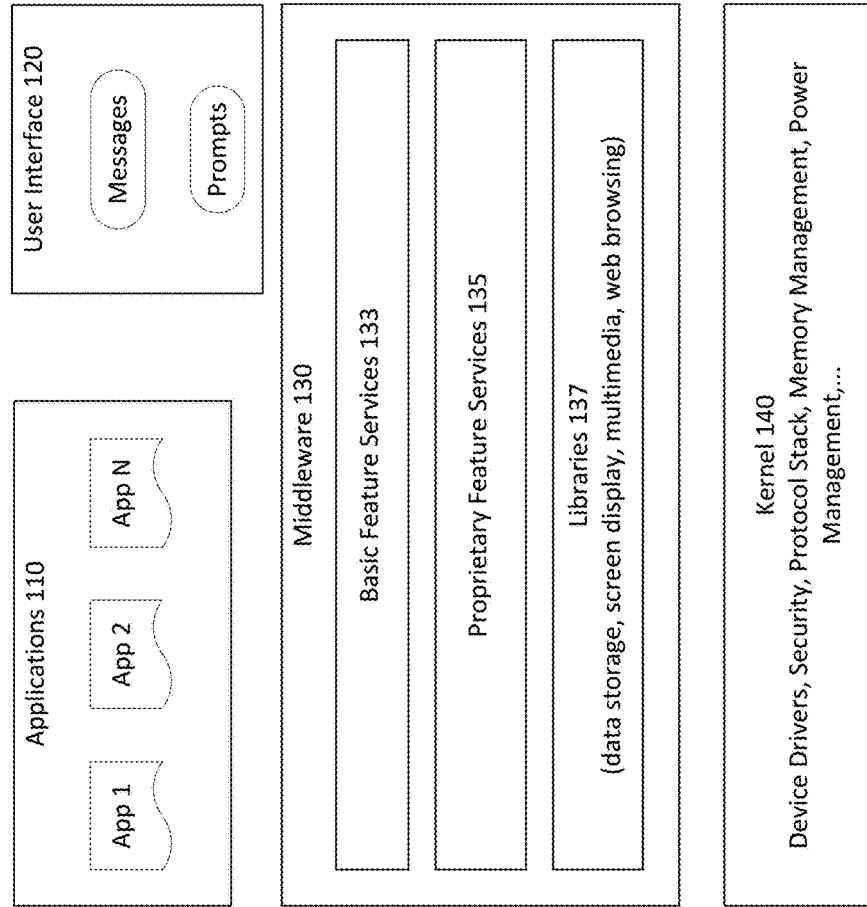 Applications 110
App 1
App 2
App N
User Interface 120
Messages
Prompts
Middleware 130
Basic Feature Services 133
Proprietary Feature Services 135
Libraries 137
(data storage, screen display, multimedia, web browsing)
Kernel 140
Device Drivers, Security, Protocol Stack, Memory Management, Power
Management,...